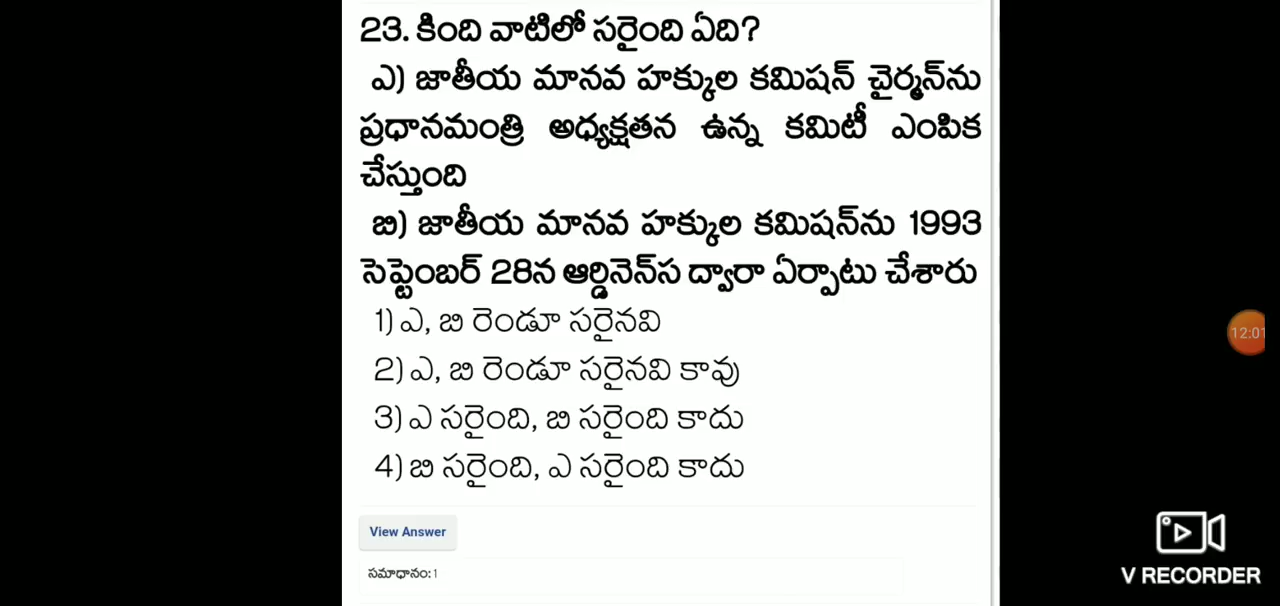 23. కింది వాటిలో సరైంది ఏది?
ఎ) జాతీయ మానవ హక్కుల కమిషన్ చైర్మన్‌ను
ప్రధానమంత్రి అధ్యక్షతన ఉన్న కమిటీ ఎంపిక
చేస్తుంది
బి) జాతీయ మానవ హక్కుల కమిషన్‌ను 1993
సెప్టెంబర్ 28న ఆర్డినెన్‌స ద్వారా ఏర్పాటు చేశారు
1) ఎ, బి రెండూ సరైనవి
2) ఎ, బి రెండూ సరైనవి కావు
3) ఎ సరైంది, బి సరైంది కాదు
4) బి సరైంది, ఎ సరైంది కాదు
View Answer
సమాధానం: 1
12:01
V RECORDER